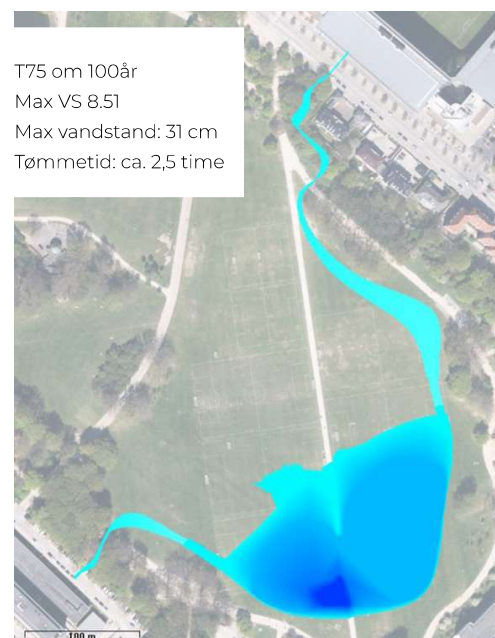 T75 om 100år
Max VS 8.51
Max vandstand: 31 cm
Tømmetid: ca. 2,5 time
100 m